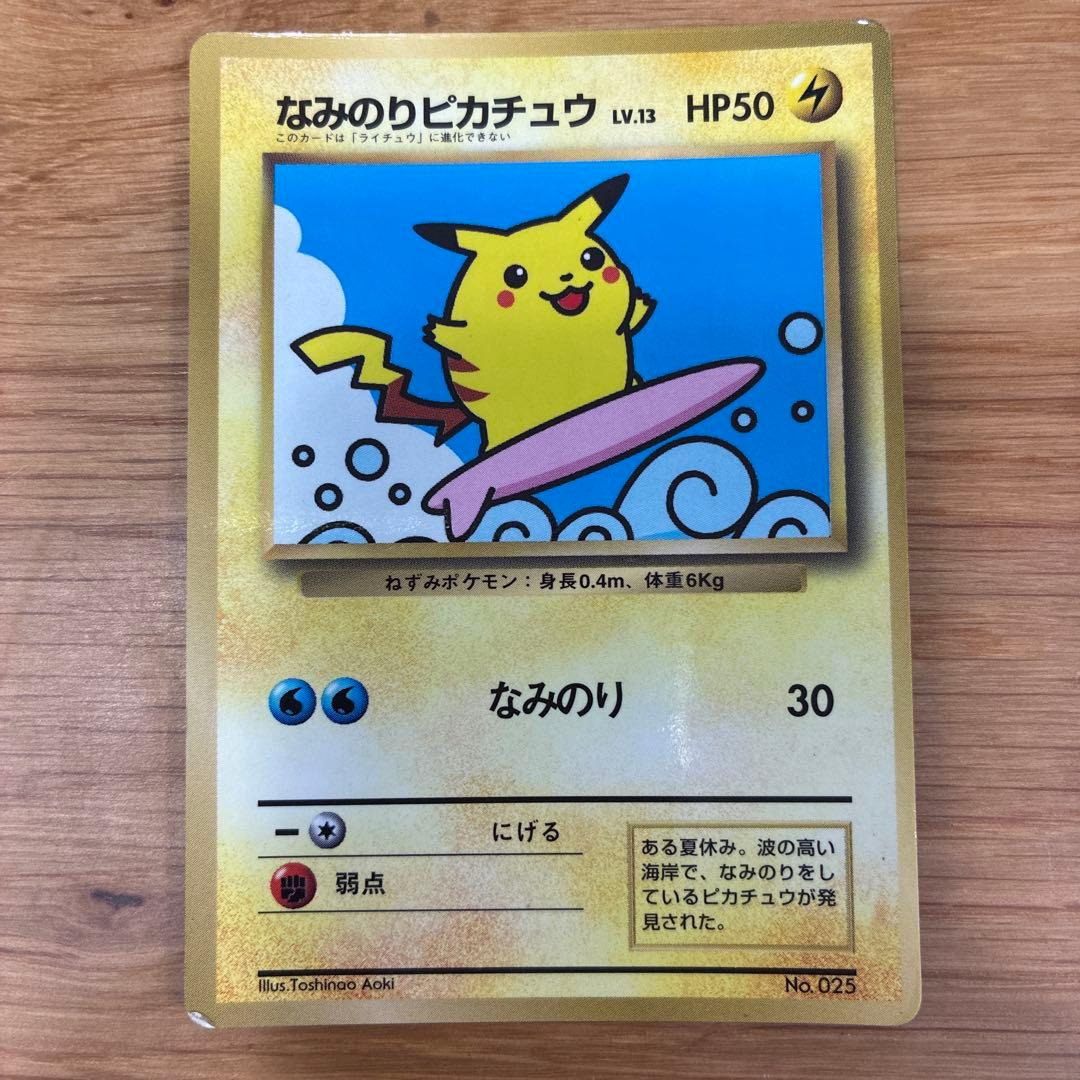 なみのりピカチュウ LV.13 HP50
このカードは「ライチュウ」に進化できない
ねずみポケモン：身長0.4m、体重6Kg
なみのり 30
ー にげる
弱点
ある夏休み。波の高い
海岸で、なみのりをし
ているピカチュウが発
見された。
Illus.Toshinao Aoki No. 025